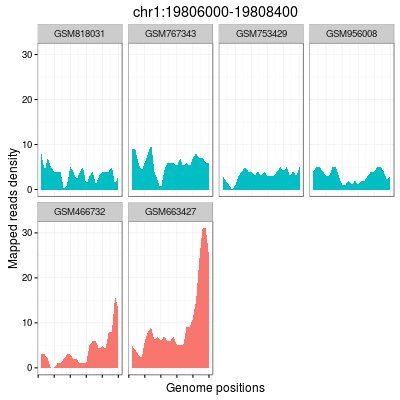 chr1:19806000-19808400
GSM818031 GSM767343 GSM753429 GSM956008
30
20
10
0
GSM466732 GSM663427
30
20
10
0
Mapped reads density
Genome positions